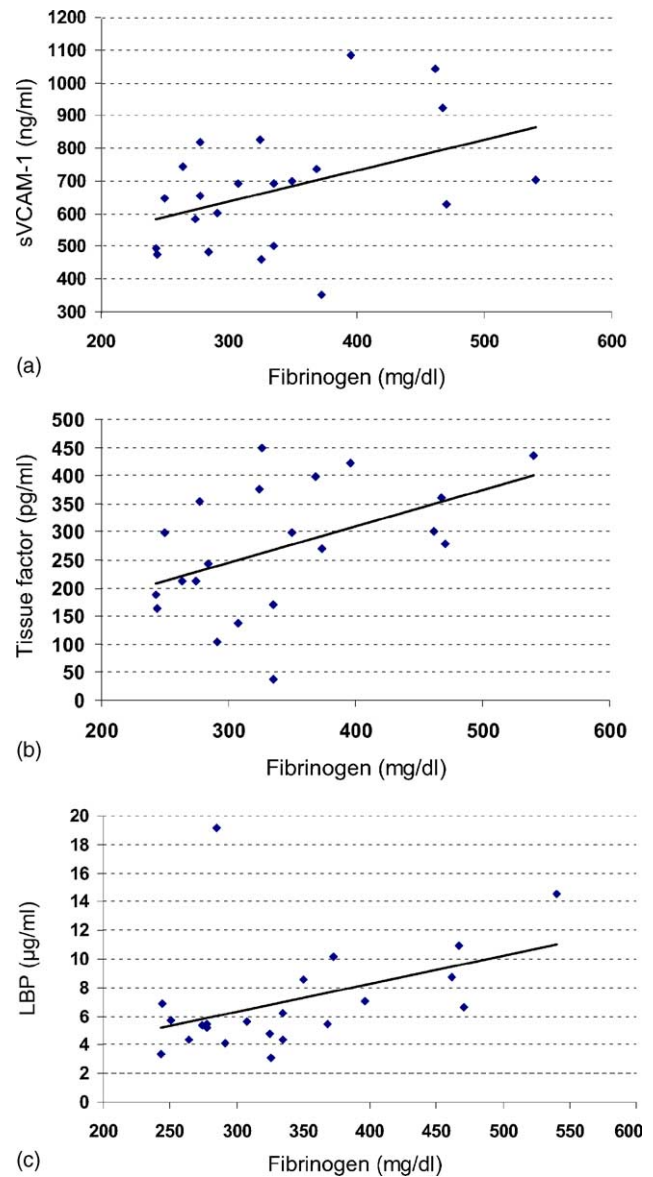 1200
1100
1000
900
800
700
600
500
400
300
sVCAM-1 (ng/ml)
200 300 400 500 600
Fibrinogen (mg/dl)
(a)
500
450
400
350
300
250
200
150
100
50
0
Tissue factor (pg/ml)
200 300 400 500 600
Fibrinogen (mg/dl)
(b)
20
18
16
14
12
10
8
6
4
2
0
LBP (µg/ml)
200 250 300 350 400 450 500 550 600
Fibrinogen (mg/dl)
(c)